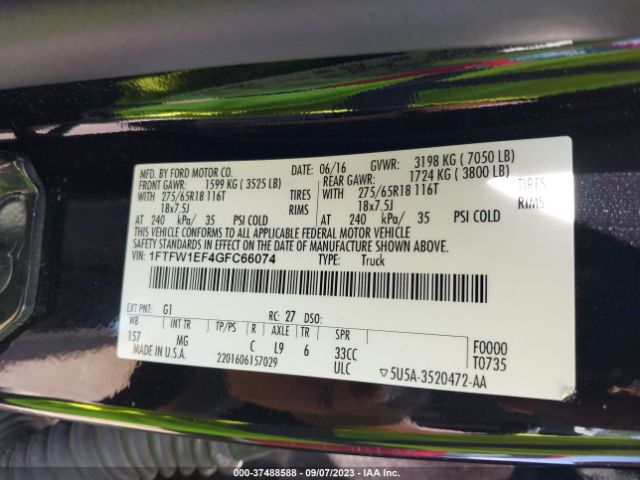 MFD. BY FORD MOTOR CO. DATE: 06/16 GVWR: 3198 KG ( 7050 LB)
FRONT GAWR: 1599 KG ( 3525 LB) REAR GAWR: 1724 KG ( 3800 LB)
WITH 275/65R18 116T TIRES WITH 275/65R18 116T TIRES
18x7.5J RIMS 18x7.5J RIMS
AT 240 kPa/ 35 PSI COLD AT 240 kPa/ 35 PSI COLD
THIS VEHICLE CONFORMS TO ALL APPLICABLE FEDERAL MOTOR VEHICLE
SAFETY STANDARDS IN EFFECT ON THE DATE OF MANUFACTURE SHOWN ABOVE.
VIN: 1FTFW1EF4GFC66074 TYPE: Truck
EXT PNT: G1 RC: 27 DSO:
WB INT TR TP/PS R AXLE TR SPR F0000
157 MG C L9 6 33CC T0735
MADE IN U.S.A. ULC
2201606157029 ▽5U5A-3520472-AA
000-37488588 - 09/07/2023 - IAA Inc.